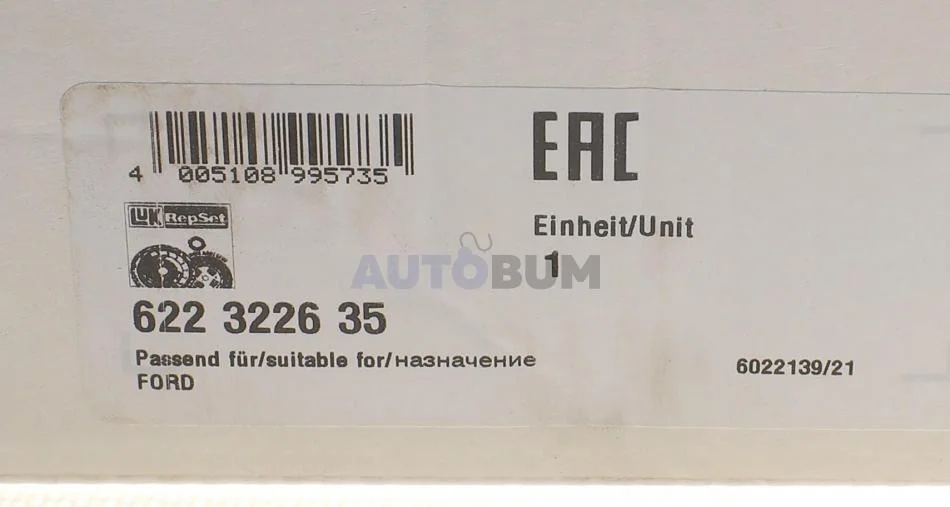 4 005108 995735
EAC
LUK RepSet
Einheit/Unit
1
AUTOBUM
622 3226 35
Passend für/suitable for/назначение
FORD
6022139/21